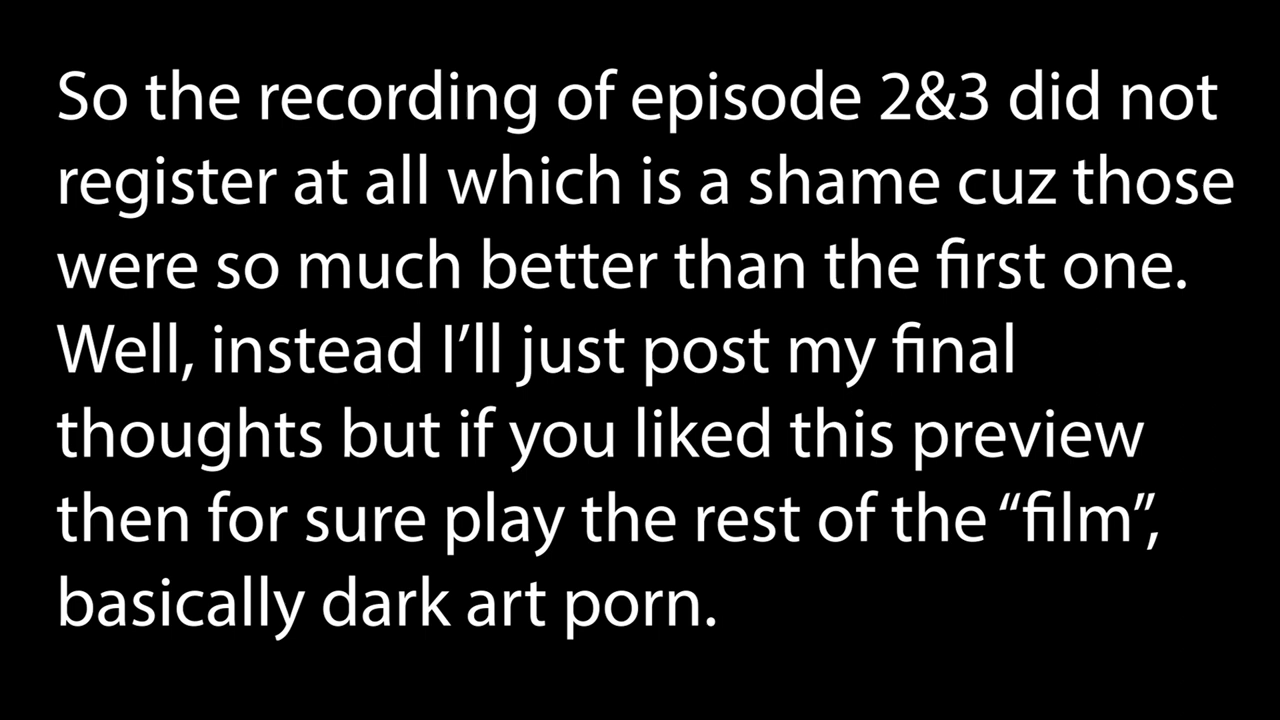 So the recording of episode 2&3 did not
register at all which is a shame cuz those
were so much better than the first one.
Well, instead I’ll just post my final
thoughts but if you liked this preview
then for sure play the rest of the “film”,
basically dark art porn.